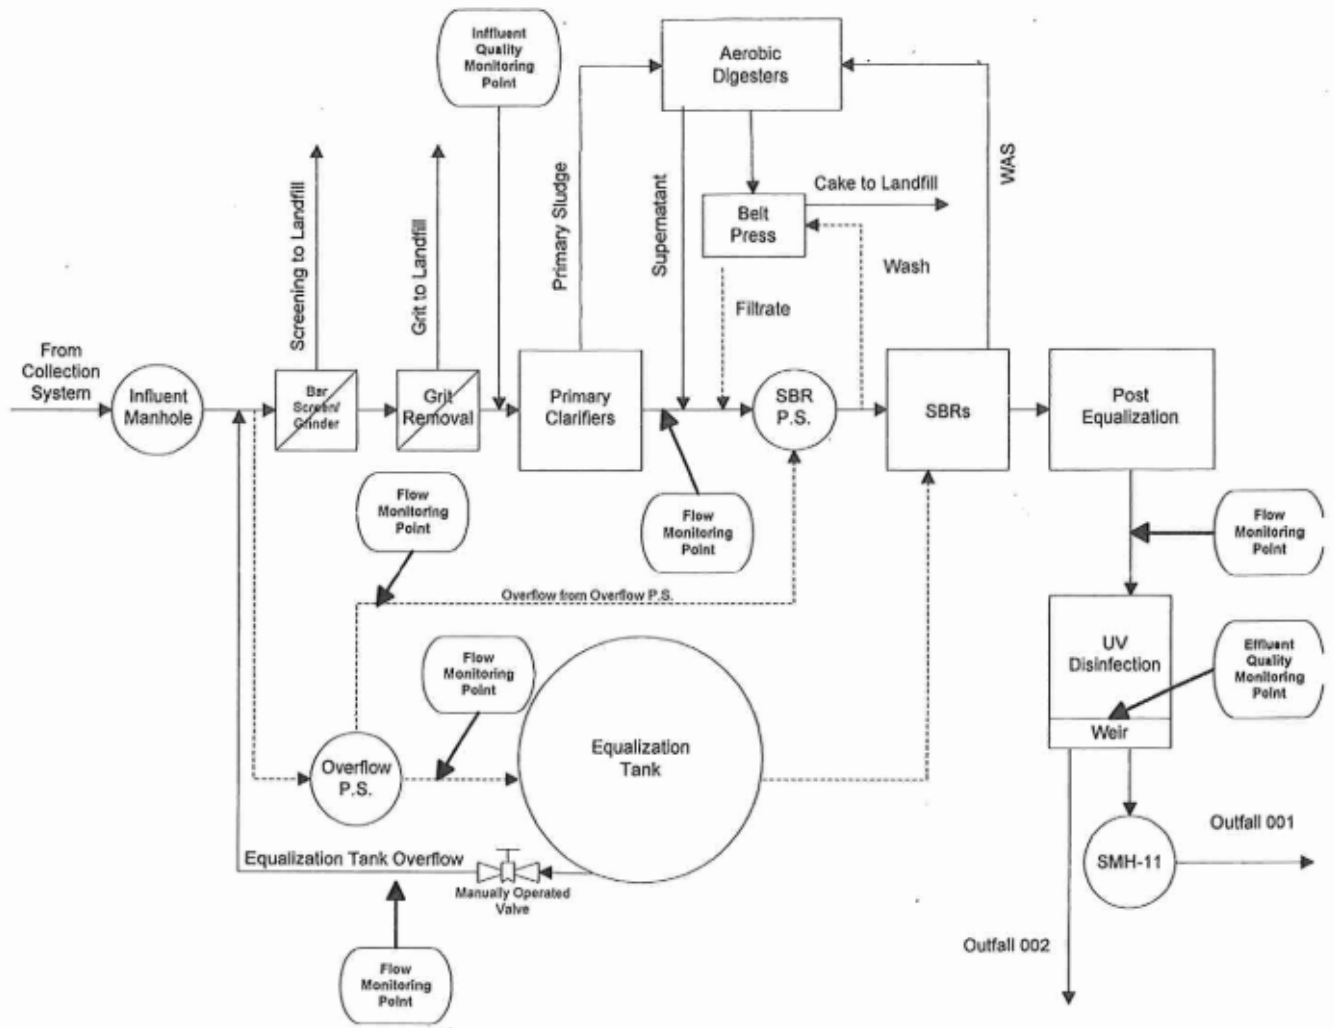 Inffluent
Quality
Monitoring
Point
Aerobic
Digesters
Screening to Landfill
Grit to Landfill
Primary Sludge
Supernatant
WAS
Cake to Landfill
Belt
Press
Wash
Filtrate
From
Collection
System
Influent
Manhole
Bar
Screen/
Grinder
Grit
Removal
Primary
Clarifiers
SBR
P.S.
SBRs
Post
Equalization
Flow
Monitoring
Point
Flow
Monitoring
Point
Flow
Monitoring
Point
Overflow from Overflow P.S.
UV
Disinfection
Weir
Effluent
Quality
Monitoring
Point
Flow
Monitoring
Point
Overflow
P.S.
Equalization
Tank
Equalization Tank Overflow
Manually Operated
Valve
SMH-11
Outfall 001
Outfall 002
Flow
Monitoring
Point